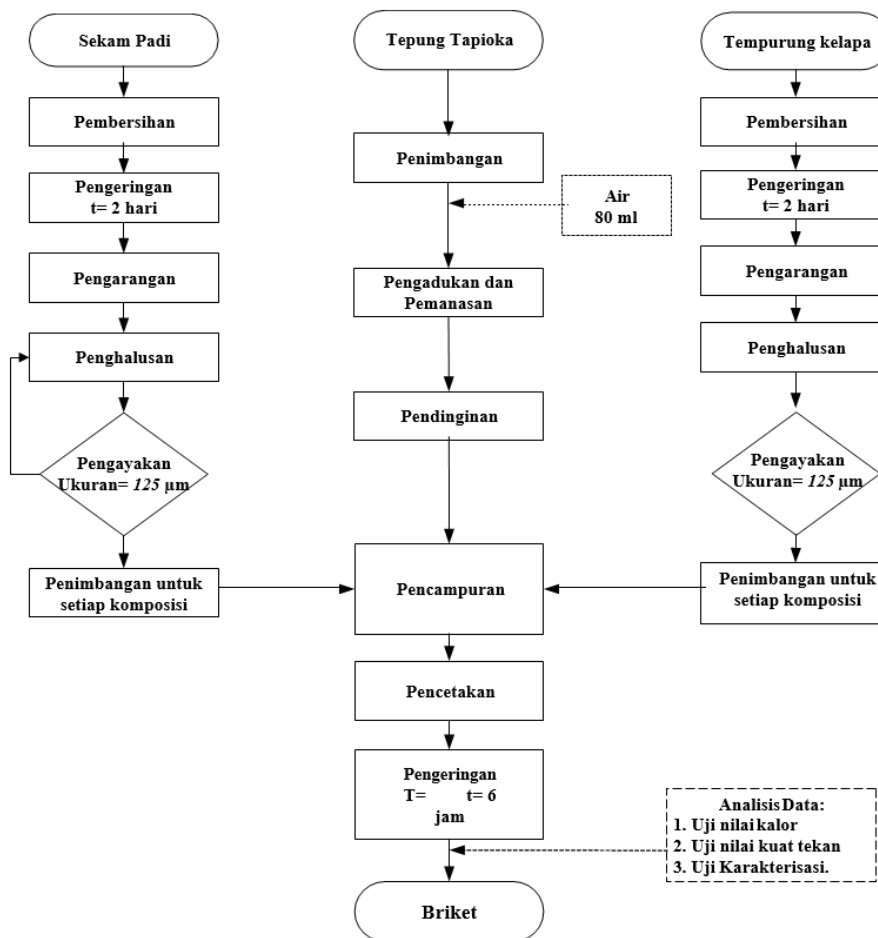 Sekam Padi
Pembersihan
Pengeringan
t= 2 hari
Pengarangan
Penghalusan
Pengayakan
Ukuran= 125 µm
Penimbangan untuk
setiap komposisi
Tepung Tapioka
Penimbangan
Air
80 ml
Pengadukan dan
Pemanasan
Pendinginan
Pencampuran
Pencetakan
Pengeringan
T= t= 6
jam
Briket
Tempurung kelapa
Pembersihan
Pengeringan
t= 2 hari
Pengarangan
Penghalusan
Pengayakan
Ukuran= 125 µm
Penimbangan untuk
setiap komposisi
Analisis Data:
1. Uji nilai kalor
2. Uji nilai kuat tekan
3. Uji Karakterisasi.